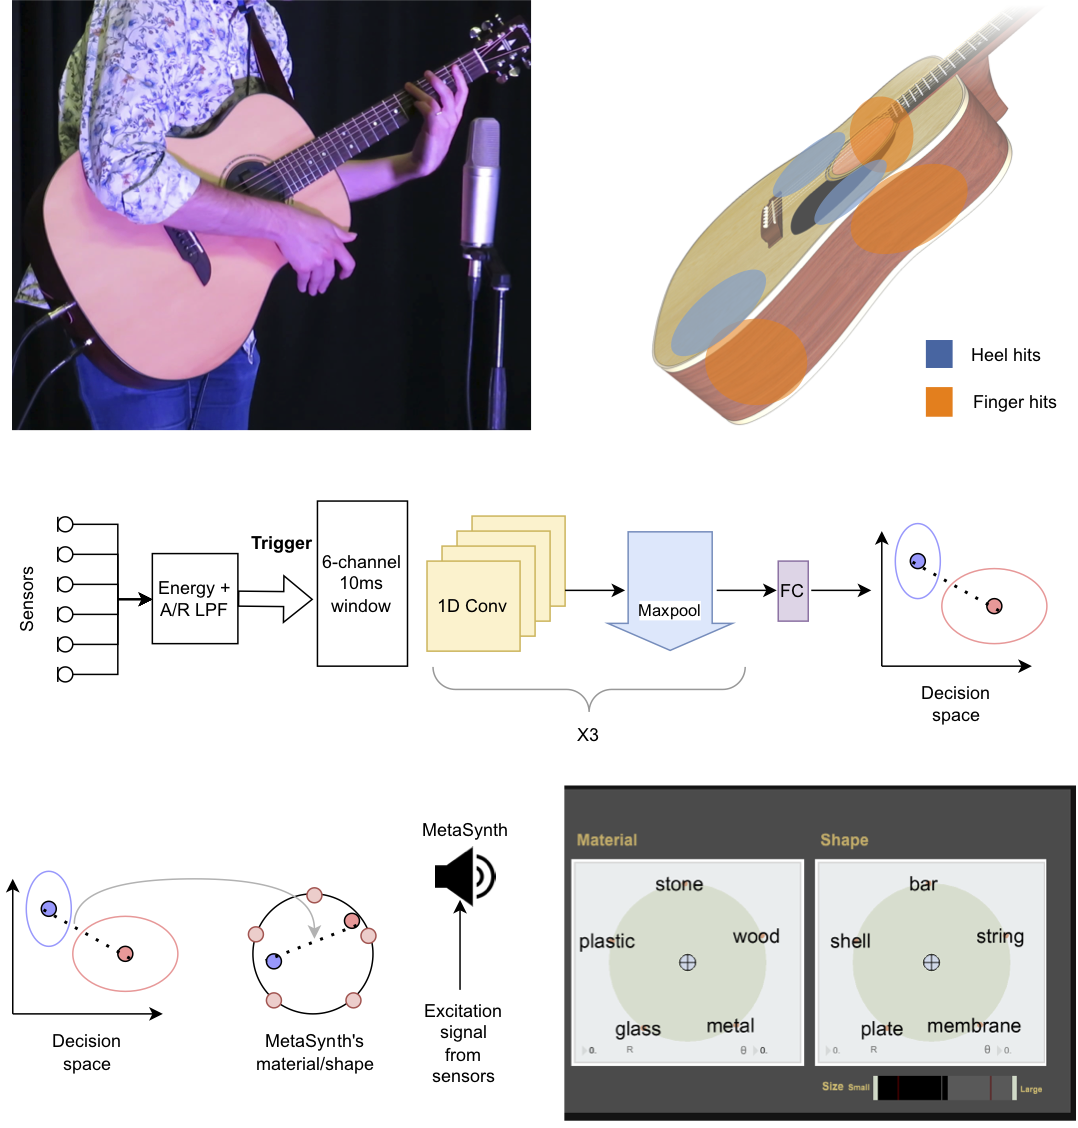 Heel hits
Finger hits
Sensors
Energy +
A/R LPF
Trigger
6-channel
10ms
window
1D Conv
Maxpool
FC
X3
Decision
space
Decision
space
MetaSynth's
material/shape
MetaSynth
Excitation
signal
from
sensors
Material
stone
plastic
wood
glass
metal
0.
R
θ
0.
Shape
bar
shell
string
plate
membrane
0.
R
θ
0.
Size
Small
Large